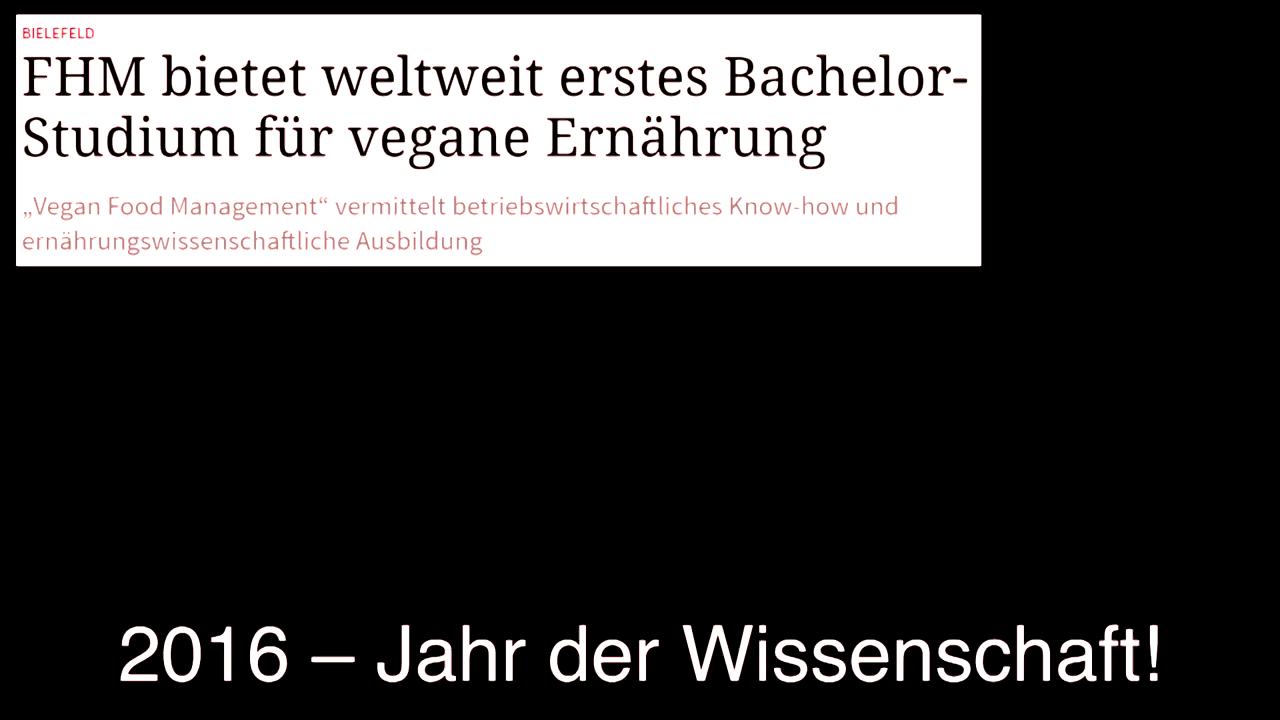 BIELEFELD
FHM bietet weltweit erstes Bachelor-
Studium für vegane Ernährung
„Vegan Food Management“ vermittelt betriebswirtschaftliches Know-how und
ernährungswissenschaftliche Ausbildung
2016 – Jahr der Wissenschaft!